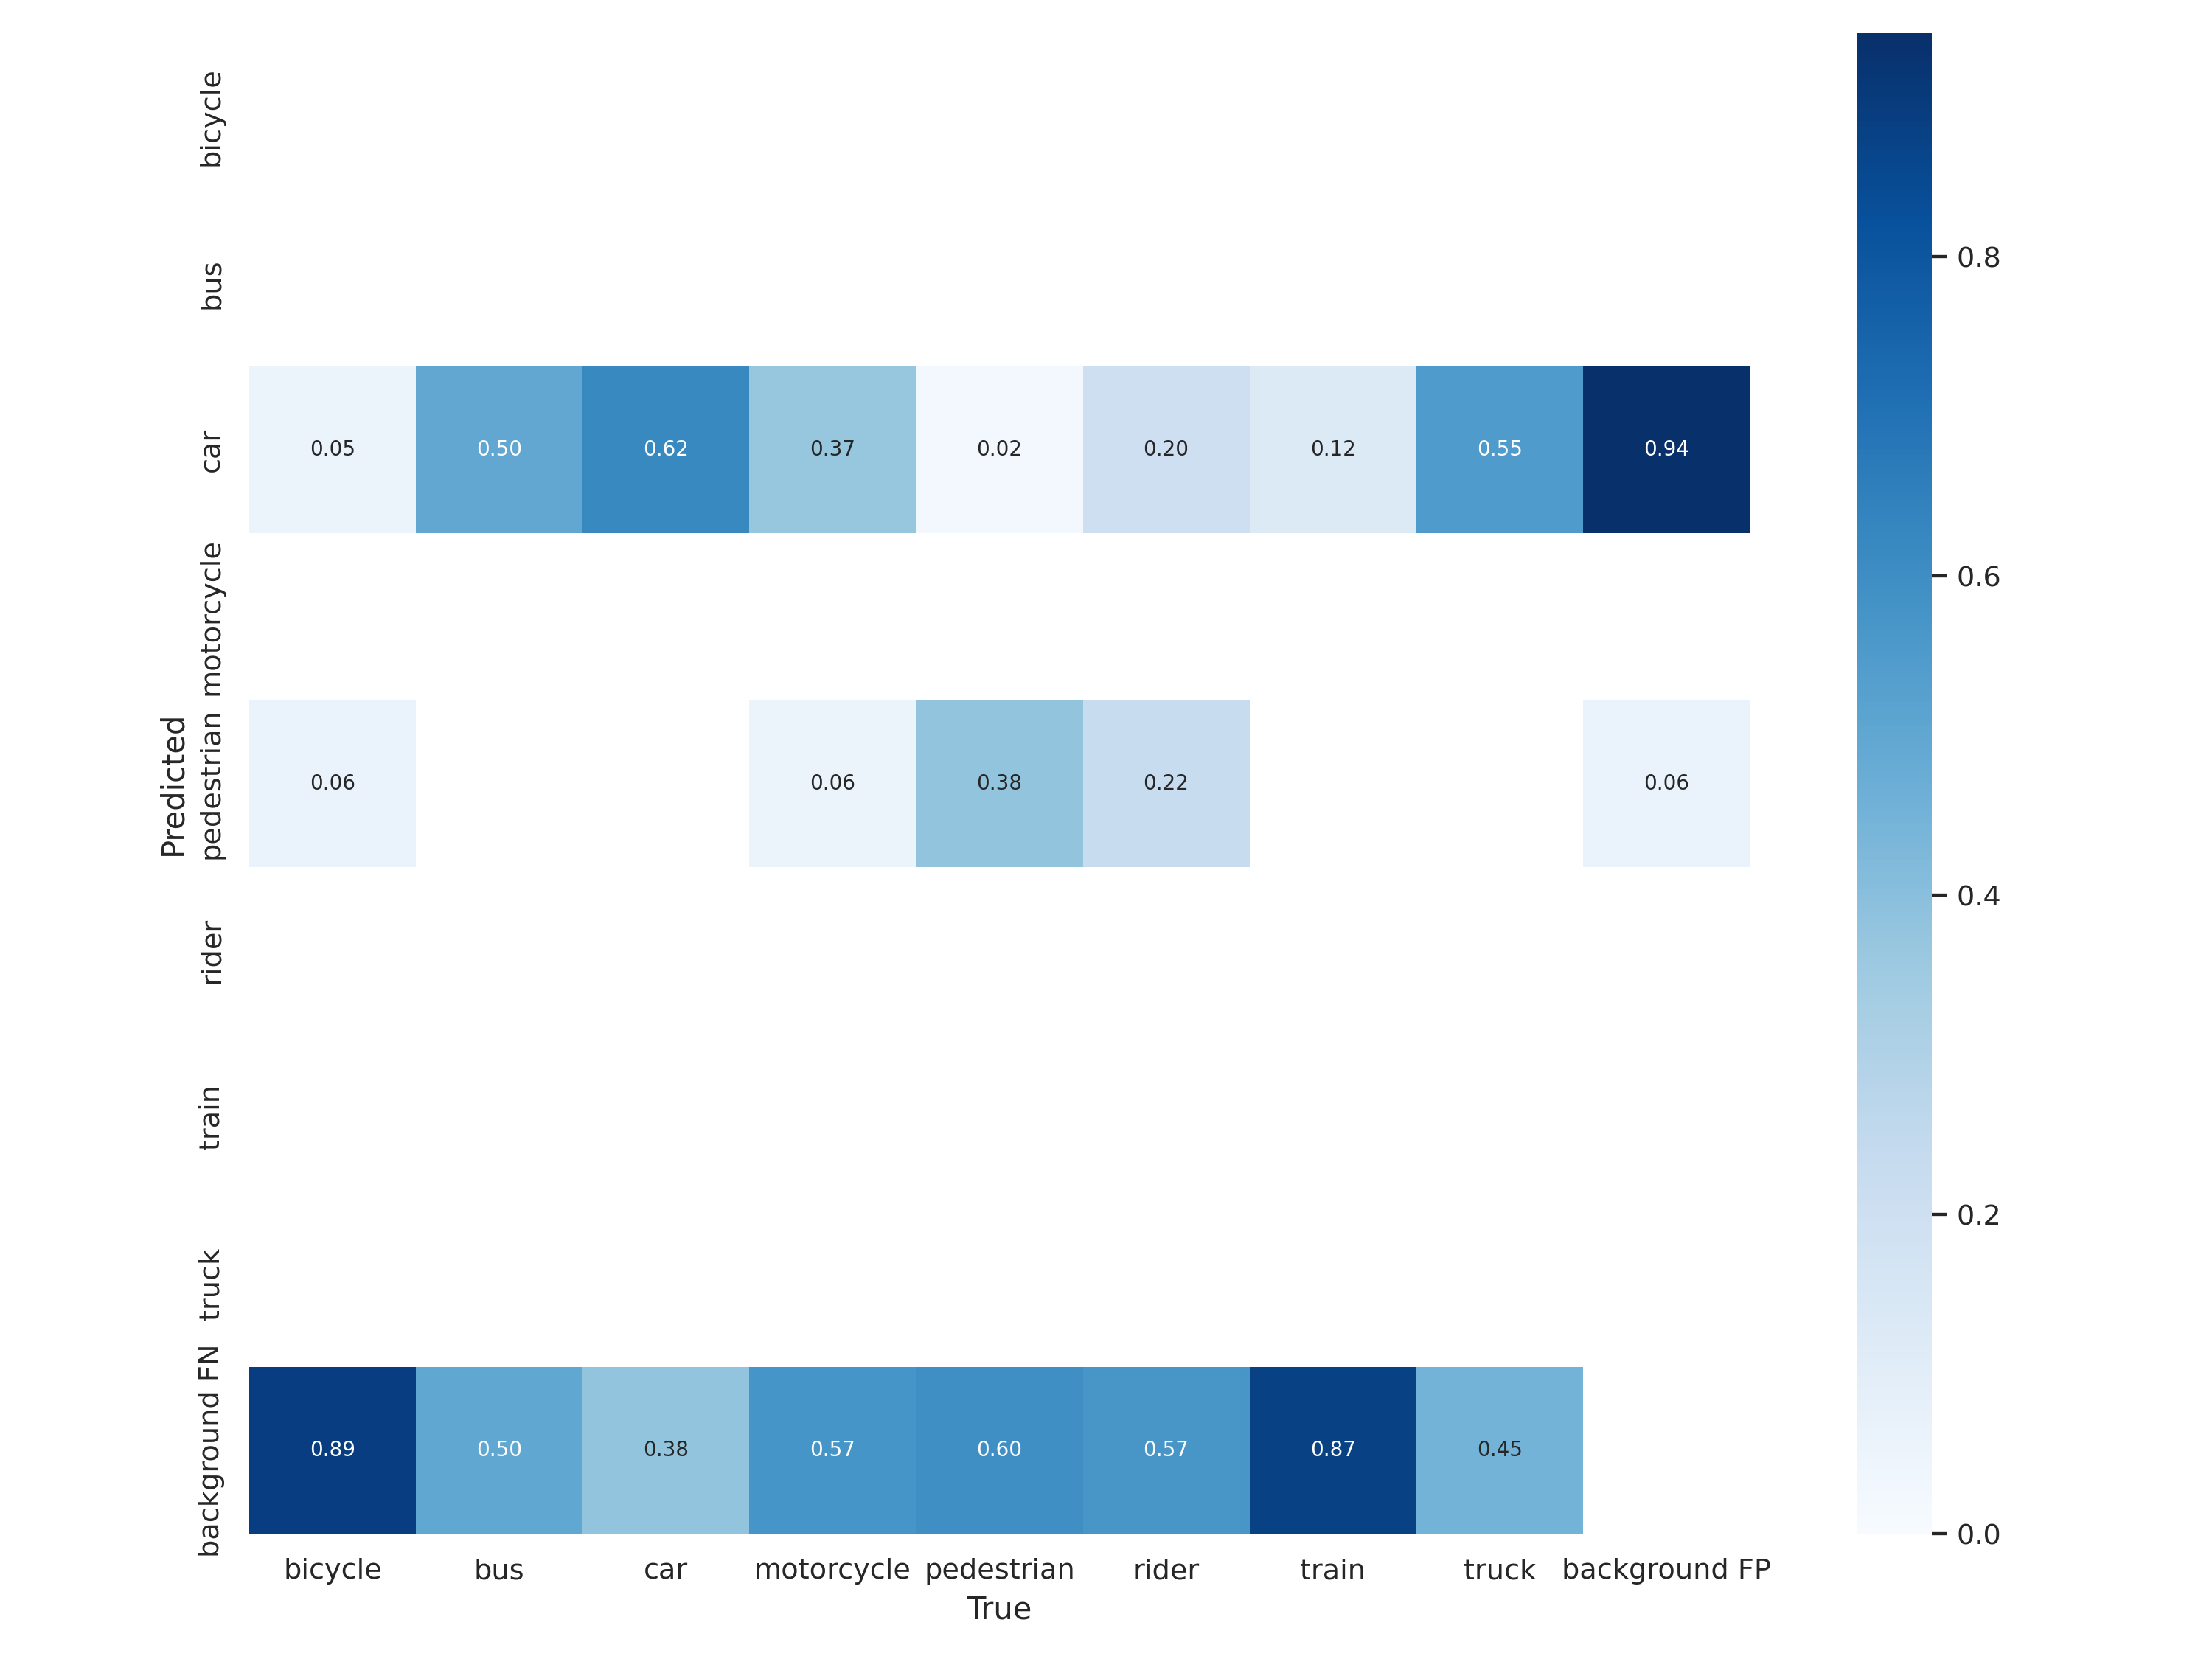 bicycle
bus
car
motorcycle
pedestrian
rider
train
truck
background FN
Predicted
0.05 0.50 0.62 0.37 0.02 0.20 0.12 0.55 0.94
0.06 0.06 0.38 0.22 0.06
0.89 0.50 0.38 0.57 0.60 0.57 0.87 0.45
bicycle bus car motorcycle pedestrian rider train truck background FP
True
0.8
0.6
0.4
0.2
0.0